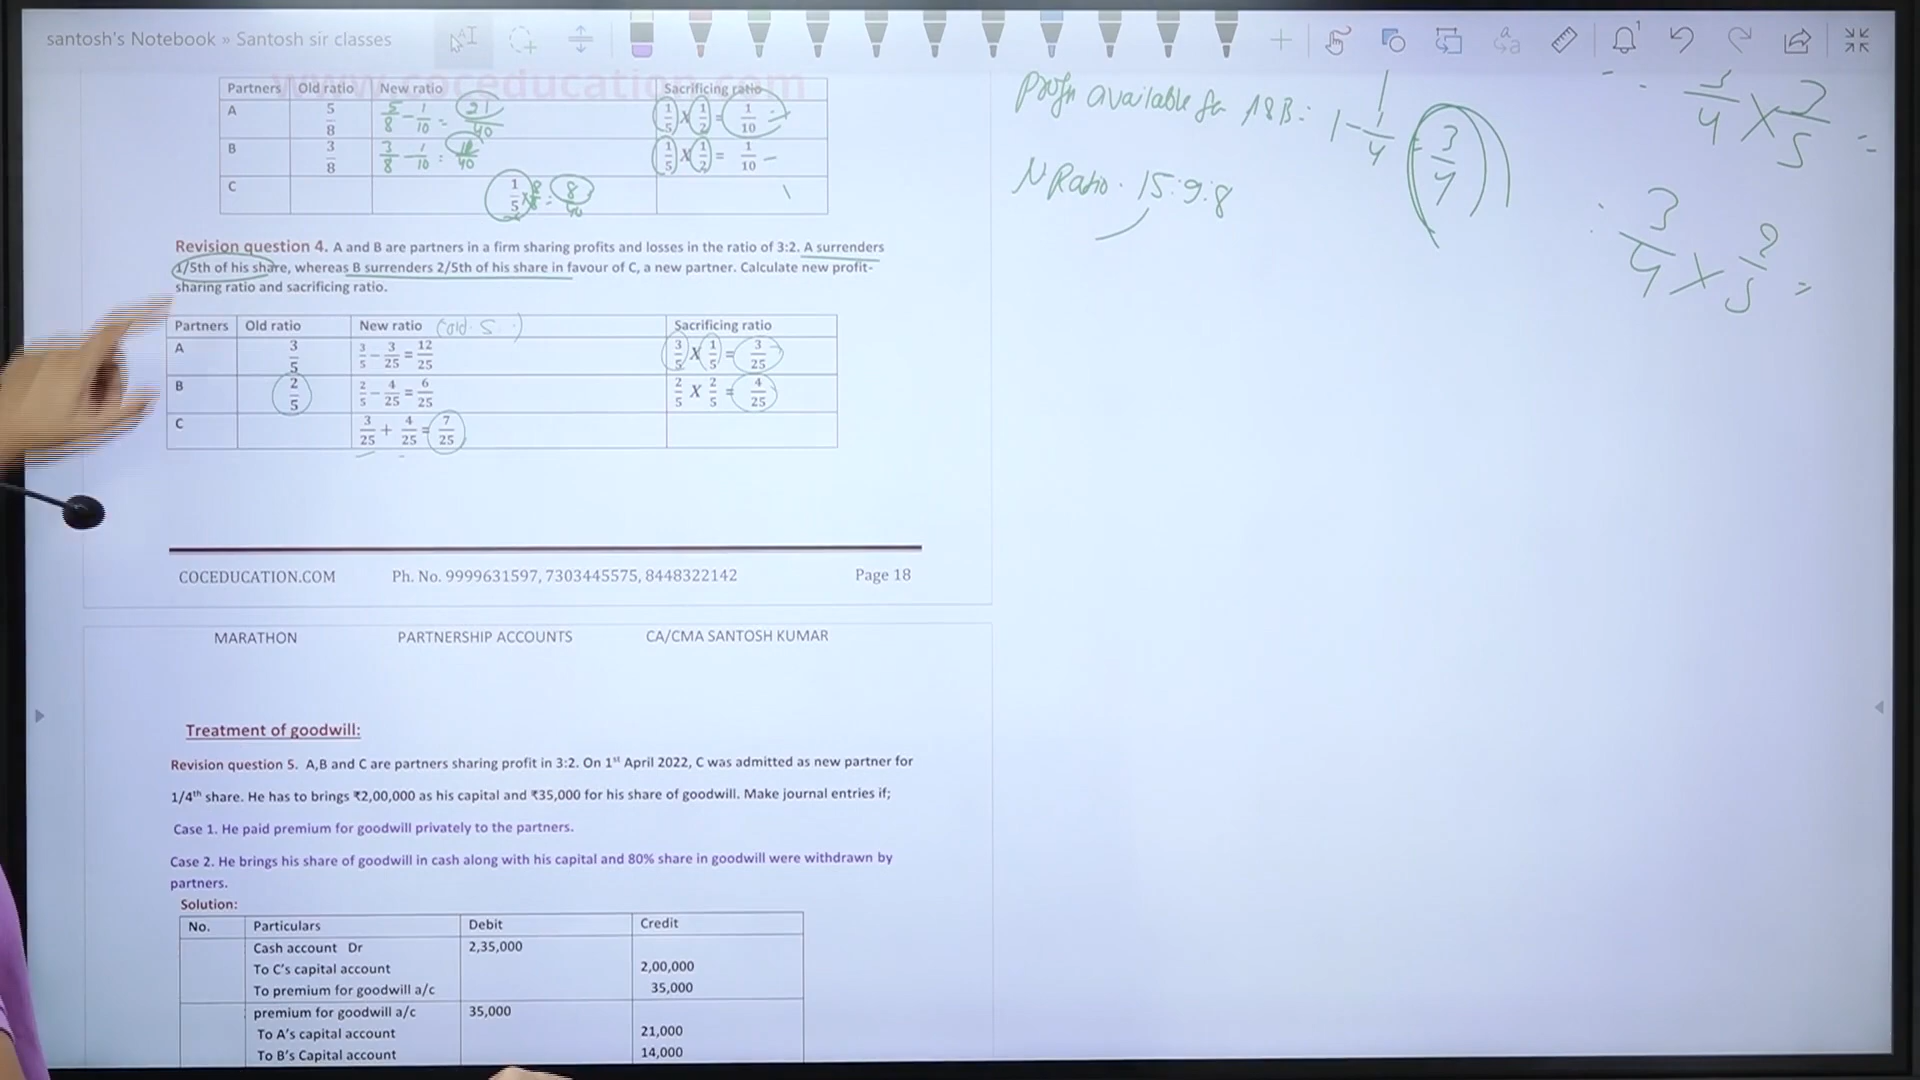 santosh's Notebook » Santosh sir classes
www.coceducation.com
Partners Old ratio New ratio Sacrificing ratio
A 5/8 5/8 - 1/10 = 21/40 (1/5) X (1/2) = 1/10
B 3/8 3/8 - 1/10 = /40 (1/5) X (1/2) = 1/10
C 1/5 × 8/8 = 8/40
Revision question 4. A and B are partners in a firm sharing profits and losses in the ratio of 3:2. A surrenders
1/5th of his share, whereas B surrenders 2/5th of his share in favour of C, a new partner. Calculate new profit-
sharing ratio and sacrificing ratio.
Partners Old ratio New ratio (old - S ) Sacrificing ratio
A 3/5 3/5 - 3/25 = 12/25 3/5 X 1/5 = 3/25
B 2/5 2/5 - 4/25 = 6/25 2/5 X 2/5 = 4/25
C 3/25 + 4/25 = 7/25
COCEDUCATION.COM Ph. No. 9999631597, 7303445575, 8448322142 Page 18
MARATHON PARTNERSHIP ACCOUNTS CA/CMA SANTOSH KUMAR
Treatment of goodwill:
Revision question 5. A,B and C are partners sharing profit in 3:2. On 1st April 2022, C was admitted as new partner for
1/4th share. He has to brings ₹2,00,000 as his capital and ₹35,000 for his share of goodwill. Make journal entries if;
Case 1. He paid premium for goodwill privately to the partners.
Case 2. He brings his share of goodwill in cash along with his capital and 80% share in goodwill were withdrawn by
partners.
Solution:
No. Particulars Debit Credit
Cash account Dr 2,35,000
To C's capital account 2,00,000
To premium for goodwill a/c 35,000
premium for goodwill a/c 35,000
To A's capital account 21,000
To B's Capital account 14,000
available for A&B : 1 - 1/4 = 3/4
N Ratio . 15:9:8
3/4 × /5 =
: 3/4 × 2/5 =